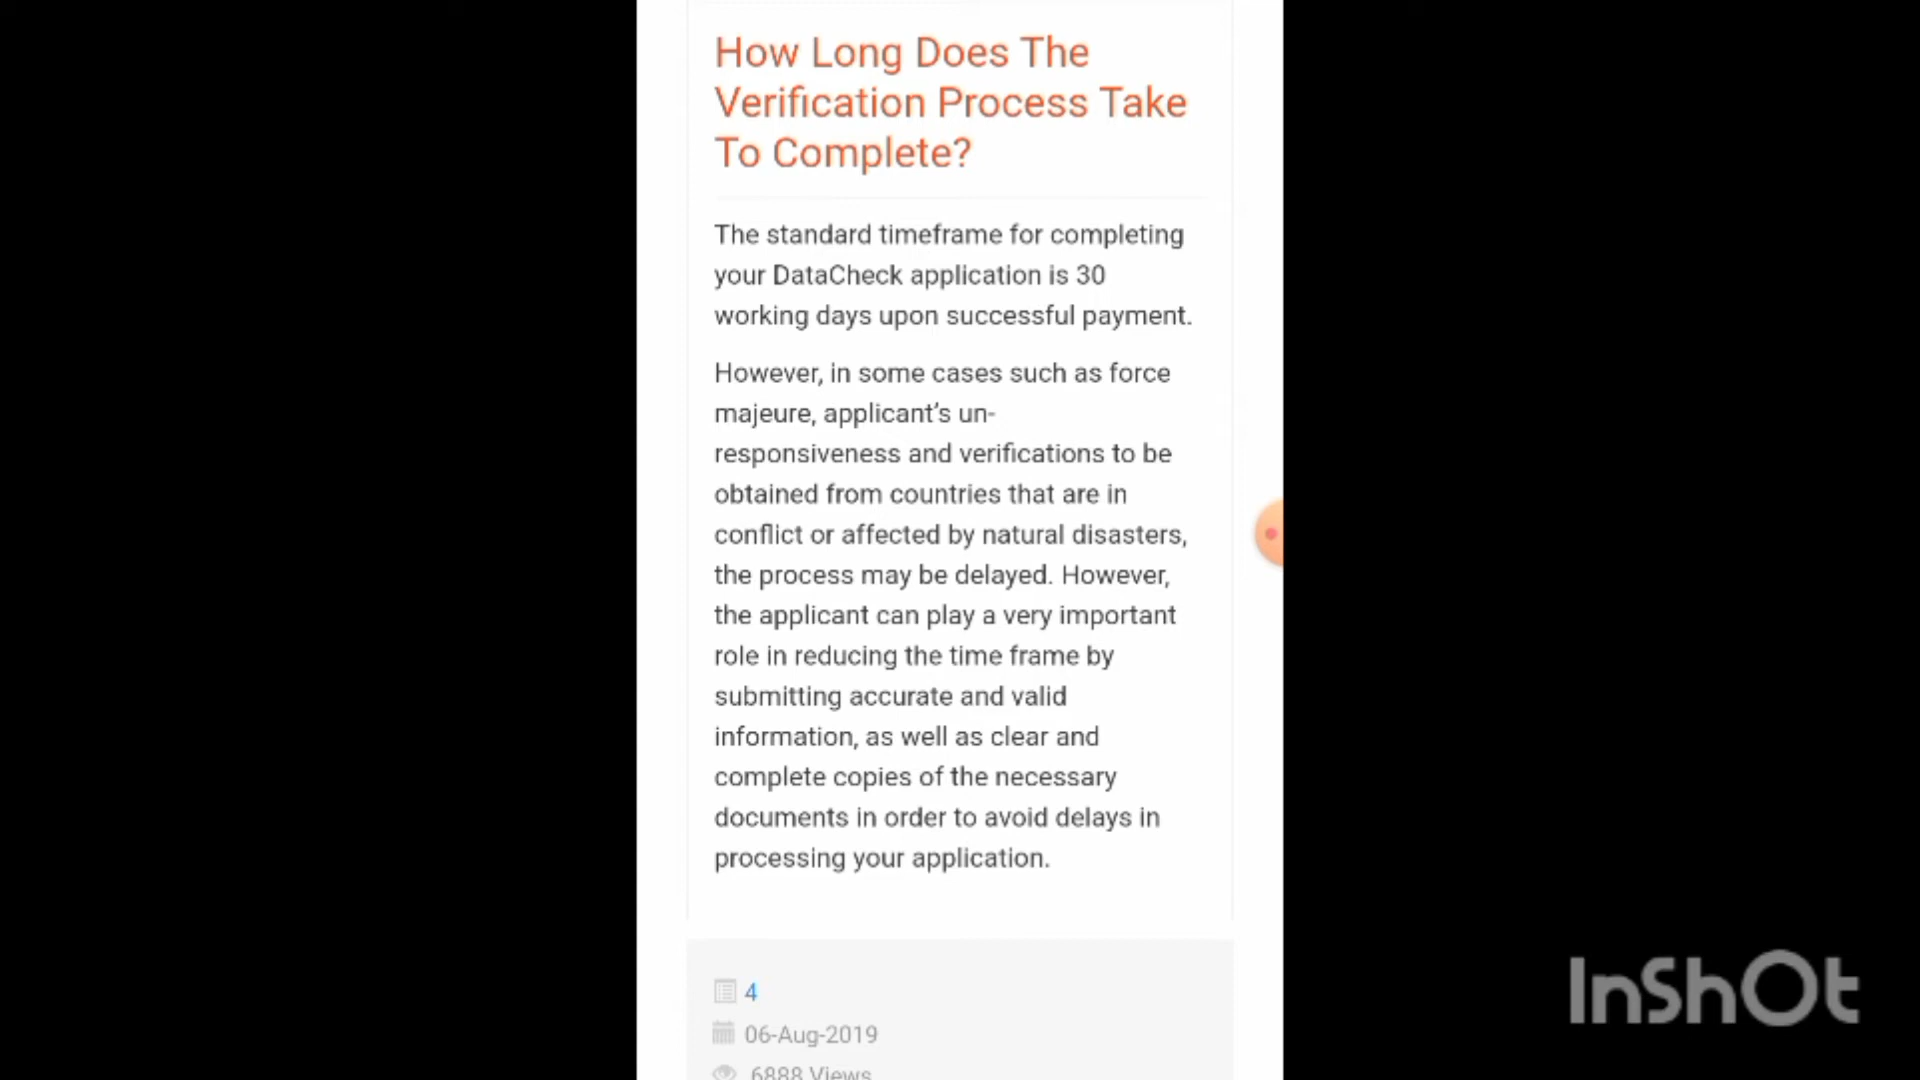 How Long Does The
Verification Process Take
To Complete?
The standard timeframe for completing
your DataCheck application is 30
working days upon successful payment.
However, in some cases such as force
majeure, applicant’s un-
responsiveness and verifications to be
obtained from countries that are in
conflict or affected by natural disasters,
the process may be delayed. However,
the applicant can play a very important
role in reducing the time frame by
submitting accurate and valid
information, as well as clear and
complete copies of the necessary
documents in order to avoid delays in
processing your application.
4
06-Aug-2019
6888 Views
InShOt